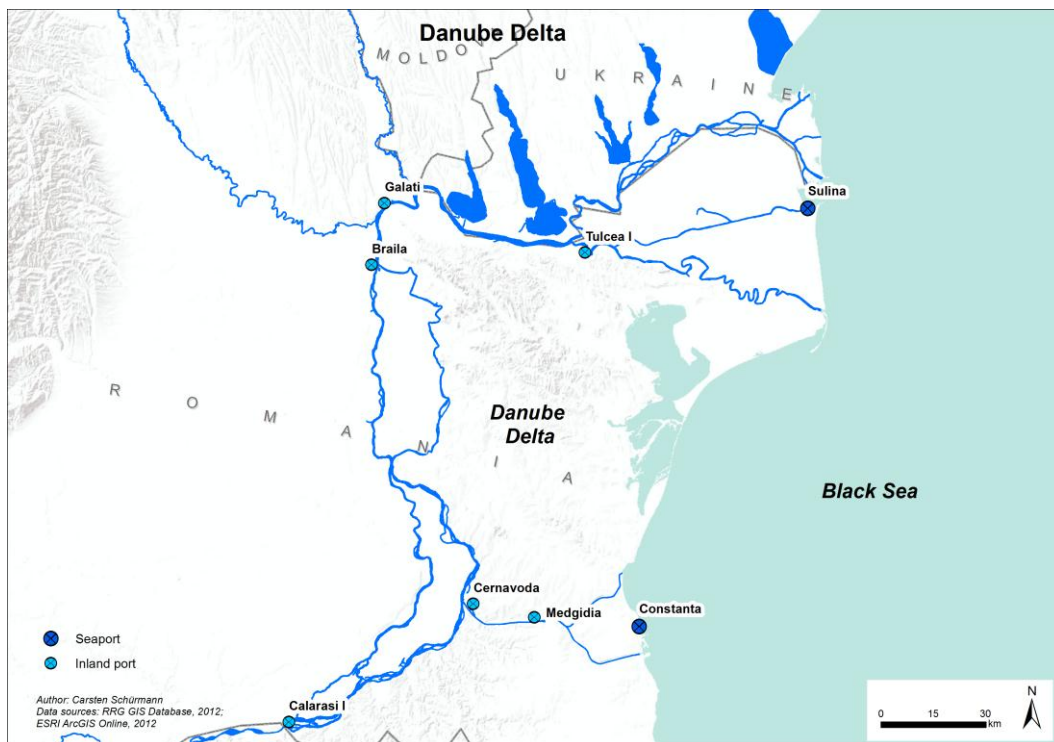 Danube Delta
MOLDOVA
UKRAINE
Galati
Sulina
Braila
Tulcea I
ROMANIA
Danube
Delta
Black Sea
Cernavoda
Medgidia
Constanta
Seaport
Inland port
Calarasi I
Author: Carsten Schürmann
Data sources: RRG GIS Database, 2012;
ESRI ArcGIS Online, 2012
N
0 15 30
km